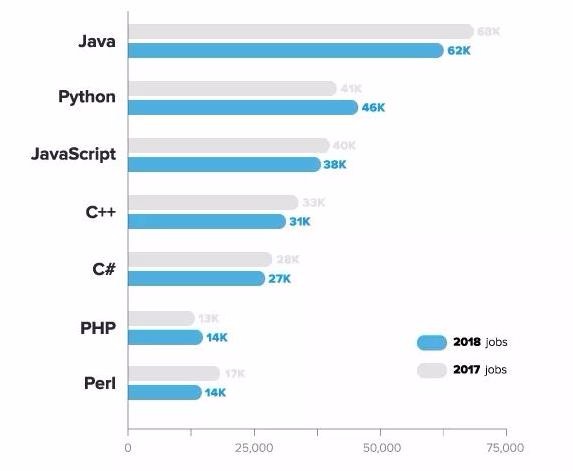 Java
68K
62K
Python
41K
46K
JavaScript
40K
38K
C++
33K
31K
C#
28K
27K
PHP
13K
14K
Perl
17K
14K
2018 jobs
2017 jobs
0 25,000 50,000 75,000